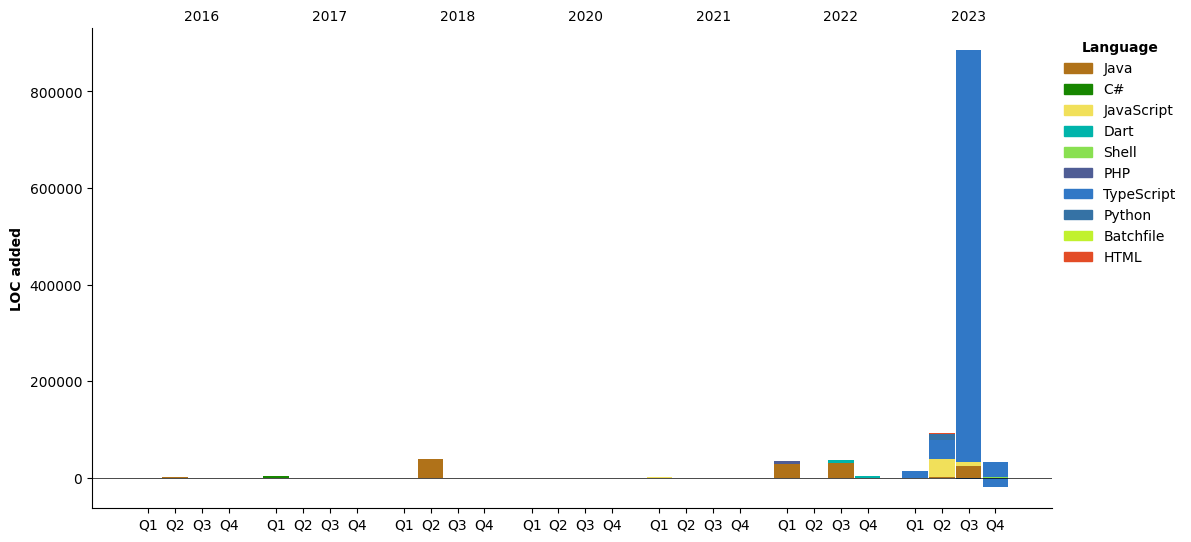 2016 2017 2018 2020 2021 2022 2023
LOC added
800000
600000
400000
200000
0
Q1 Q2 Q3 Q4 Q1 Q2 Q3 Q4 Q1 Q2 Q3 Q4 Q1 Q2 Q3 Q4 Q1 Q2 Q3 Q4 Q1 Q2 Q3 Q4 Q1 Q2 Q3 Q4
Language
Java
C#
JavaScript
Dart
Shell
PHP
TypeScript
Python
Batchfile
HTML